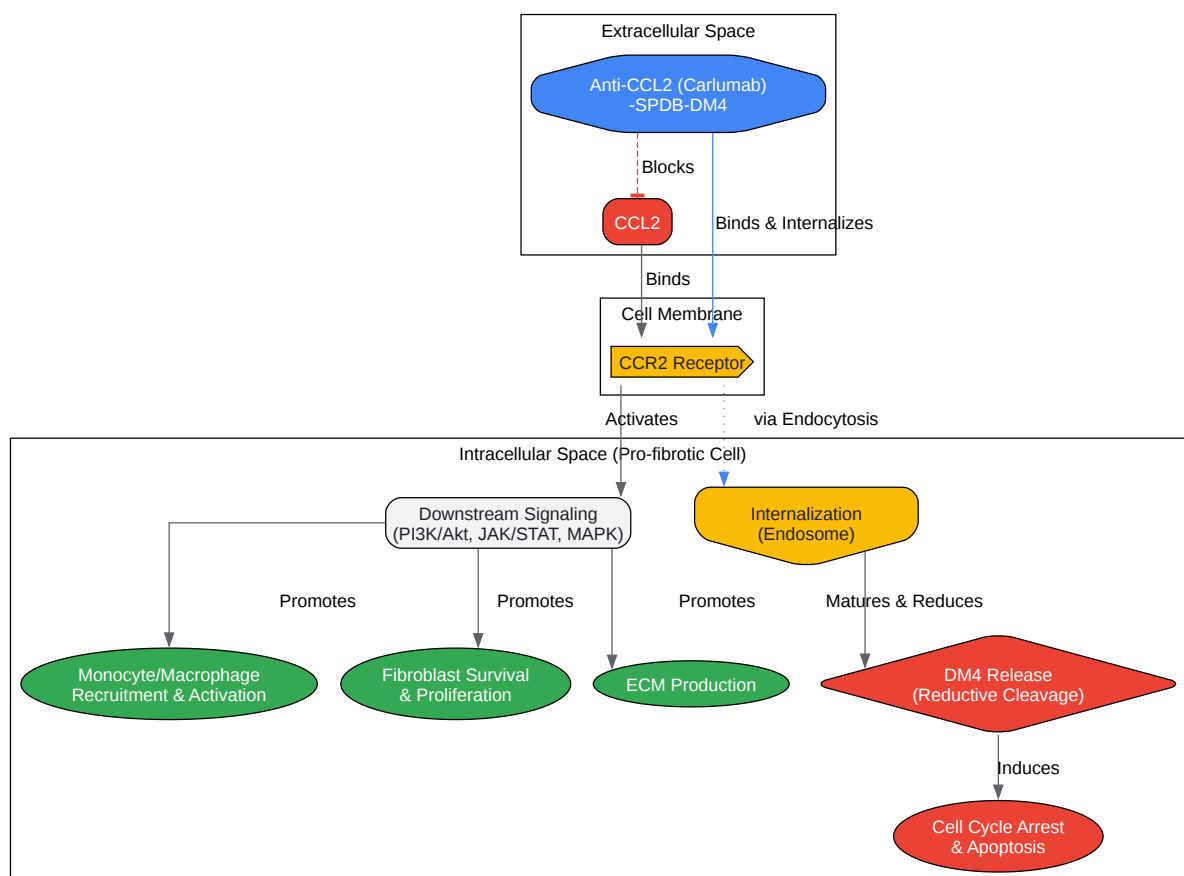 Extracellular Space
Anti-CCL2 (Carlumab)
-SPDB-DM4
Blocks
CCL2
Binds & Internalizes
Binds
Cell Membrane
CCR2 Receptor
Activates
via Endocytosis
Intracellular Space (Pro-fibrotic Cell)
Downstream Signaling
(PI3K/Akt, JAK/STAT, MAPK)
Internalization
(Endosome)
Promotes
Promotes
Promotes
Matures & Reduces
Monocyte/Macrophage
Recruitment & Activation
Fibroblast Survival
& Proliferation
ECM Production
DM4 Release
(Reductive Cleavage)
Induces
Cell Cycle Arrest
& Apoptosis